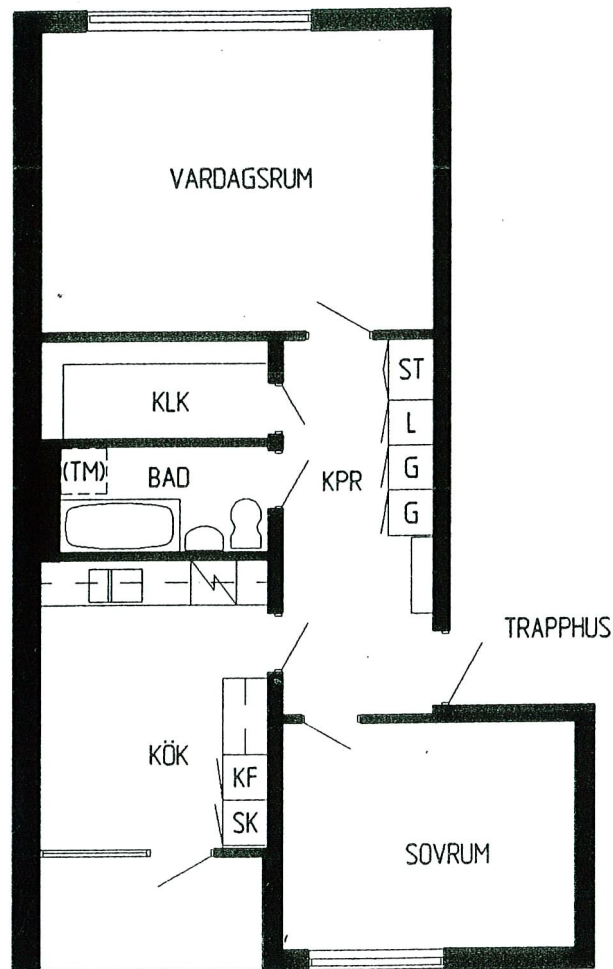 VARDAGSRUM
ST
KLK
L
(TM)
BAD
KPR
G
G
TRAPPHUS
KÖK
KF
SK
SOVRUM